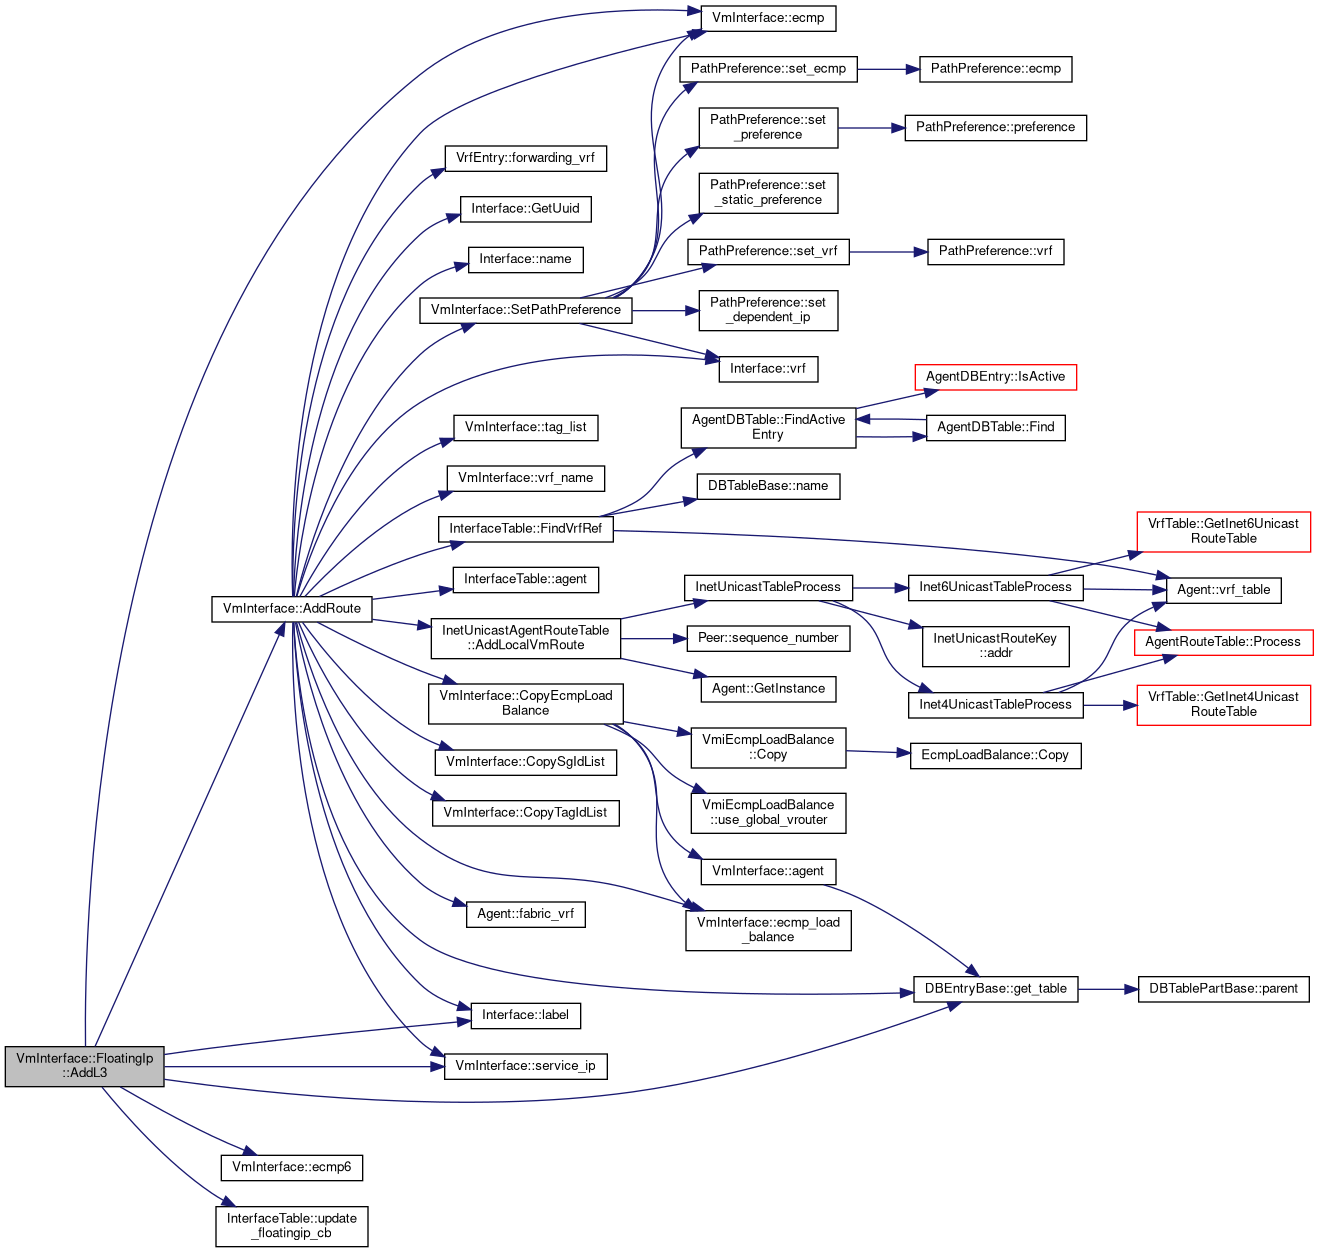 VmInterface::ecmp
PathPreference::set_ecmp
PathPreference::ecmp
PathPreference::set
_preference
PathPreference::preference
VrfEntry::forwarding_vrf
PathPreference::set
_static_preference
Interface::GetUuid
Interface::name
PathPreference::set_vrf
PathPreference::vrf
VmInterface::SetPathPreference
PathPreference::set
_dependent_ip
Interface::vrf
AgentDBEntry::IsActive
VmInterface::tag_list
AgentDBTable::FindActive
Entry
AgentDBTable::Find
VmInterface::vrf_name
DBTableBase::name
InterfaceTable::FindVrfRef
VrfTable::GetInet6Unicast
RouteTable
InterfaceTable::agent
InetUnicastTableProcess
Inet6UnicastTableProcess
Agent::vrf_table
VmInterface::AddRoute
InetUnicastAgentRouteTable
::AddLocalVmRoute
Peer::sequence_number
InetUnicastRouteKey
::addr
AgentRouteTable::Process
Agent::GetInstance
VmInterface::CopyEcmpLoad
Balance
Inet4UnicastTableProcess
VrfTable::GetInet4Unicast
RouteTable
VmiEcmpLoadBalance
::Copy
EcmpLoadBalance::Copy
VmInterface::CopySgIdList
VmInterface::CopyTagIdList
VmiEcmpLoadBalance
::use_global_vrouter
VmInterface::agent
Agent::fabric_vrf
VmInterface::ecmp_load
_balance
DBEntryBase::get_table
DBTablePartBase::parent
Interface::label
VmInterface::FloatingIp
::AddL3
VmInterface::service_ip
VmInterface::ecmp6
InterfaceTable::update
_floatingip_cb